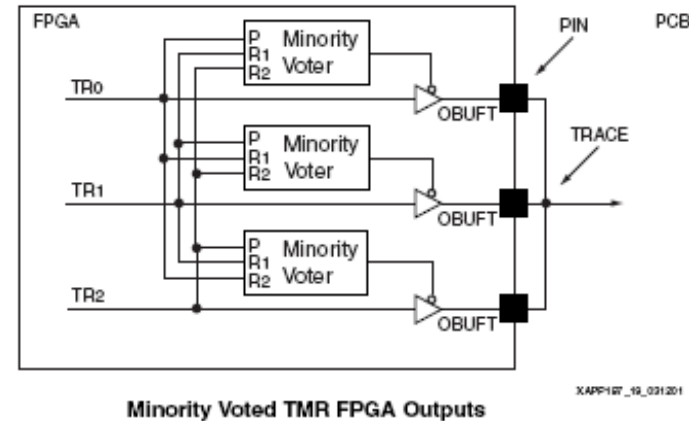 FPGA
PIN
PCB
P
R1
R2
Minority
Voter
TR0
OBUFT
TRACE
P
R1
R2
Minority
Voter
TR1
OBUFT
P
R1
R2
Minority
Voter
TR2
OBUFT
XAPP197_19_031201
Minority Voted TMR FPGA Outputs